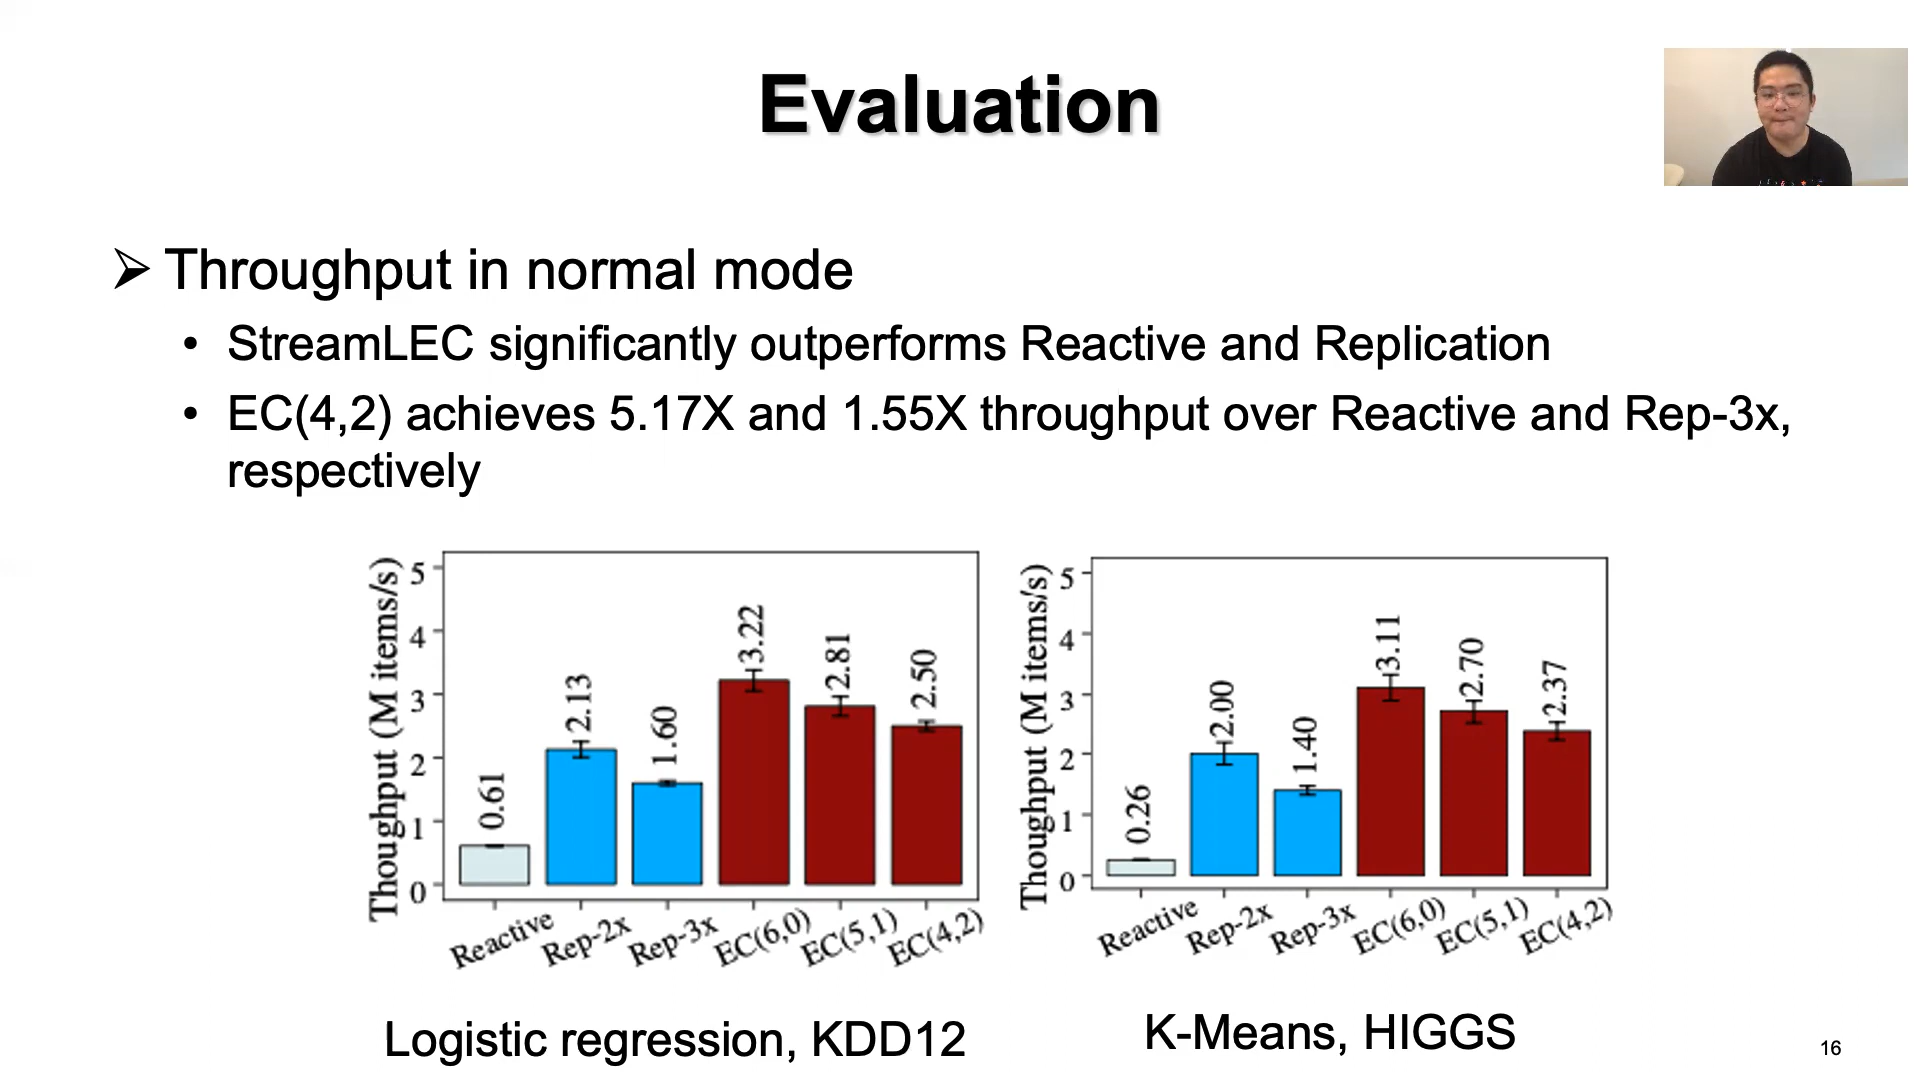 Evaluation
➢ Throughput in normal mode
• StreamLEC significantly outperforms Reactive and Replication
• EC(4,2) achieves 5.17X and 1.55X throughput over Reactive and Rep-3x,
respectively
Thoughput (M items/s)
5
4
3
2
1
0
0.61
2.13
1.60
3.22
2.81
2.50
Reactive
Rep-2x
Rep-3x
EC(6,0)
EC(5,1)
EC(4,2)
Logistic regression, KDD12
Thoughput (M items/s)
5
4
3
2
1
0
0.26
2.00
1.40
3.11
2.70
2.37
Reactive
Rep-2x
Rep-3x
EC(6,0)
EC(5,1)
EC(4,2)
K-Means, HIGGS
16